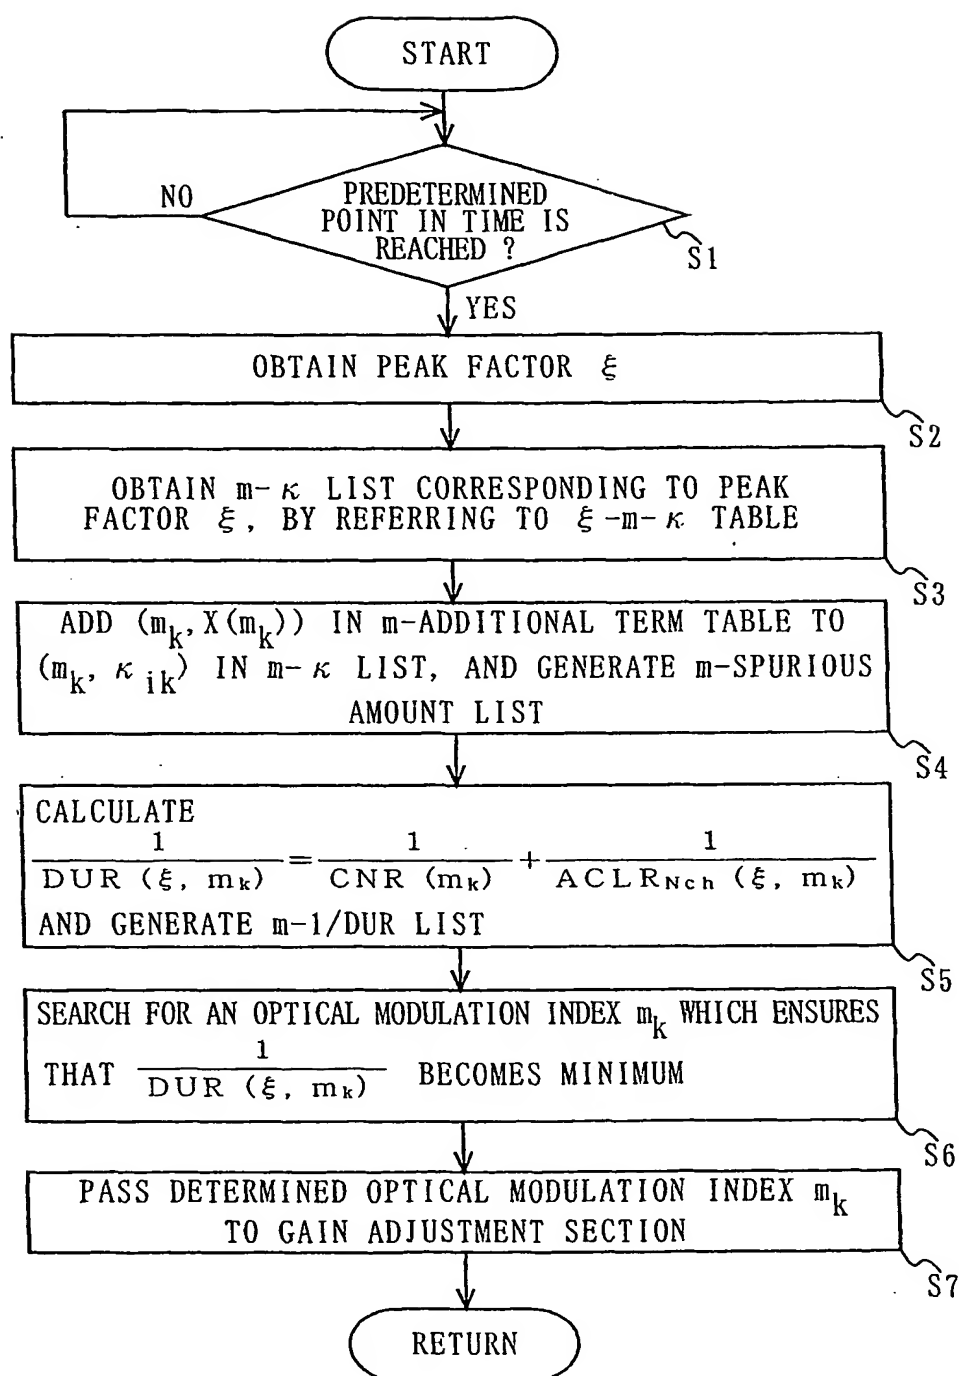 START
NO
PREDETERMINED
POINT IN TIME IS
REACHED ?
S1
YES
OBTAIN PEAK FACTOR ξ
S2
OBTAIN m-κ LIST CORRESPONDING TO PEAK
FACTOR ξ, BY REFERRING TO ξ-m-κ TABLE
S3
ADD (m_k, X(m_k)) IN m-ADDITIONAL TERM TABLE TO
(m_k, κ_ik) IN m-κ LIST, AND GENERATE m-SPURIOUS
AMOUNT LIST
S4
CALCULATE
1/DUR (ξ, m_k) = 1/CNR (m_k) + 1/ACLR_Nch (ξ, m_k)
AND GENERATE m-1/DUR LIST
S5
SEARCH FOR AN OPTICAL MODULATION INDEX m_k WHICH ENSURES
THAT 1/DUR (ξ, m_k) BECOMES MINIMUM
S6
PASS DETERMINED OPTICAL MODULATION INDEX m_k
TO GAIN ADJUSTMENT SECTION
S7
RETURN